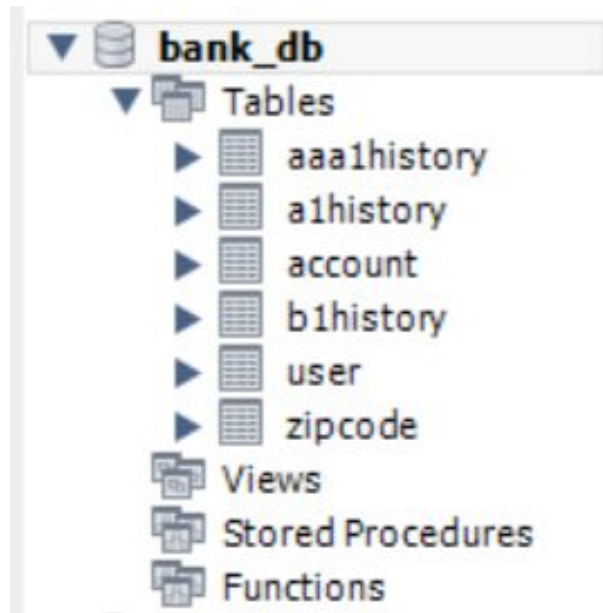 bank_db
Tables
aaa1history
a1history
account
b1history
user
zipcode
Views
Stored Procedures
Functions